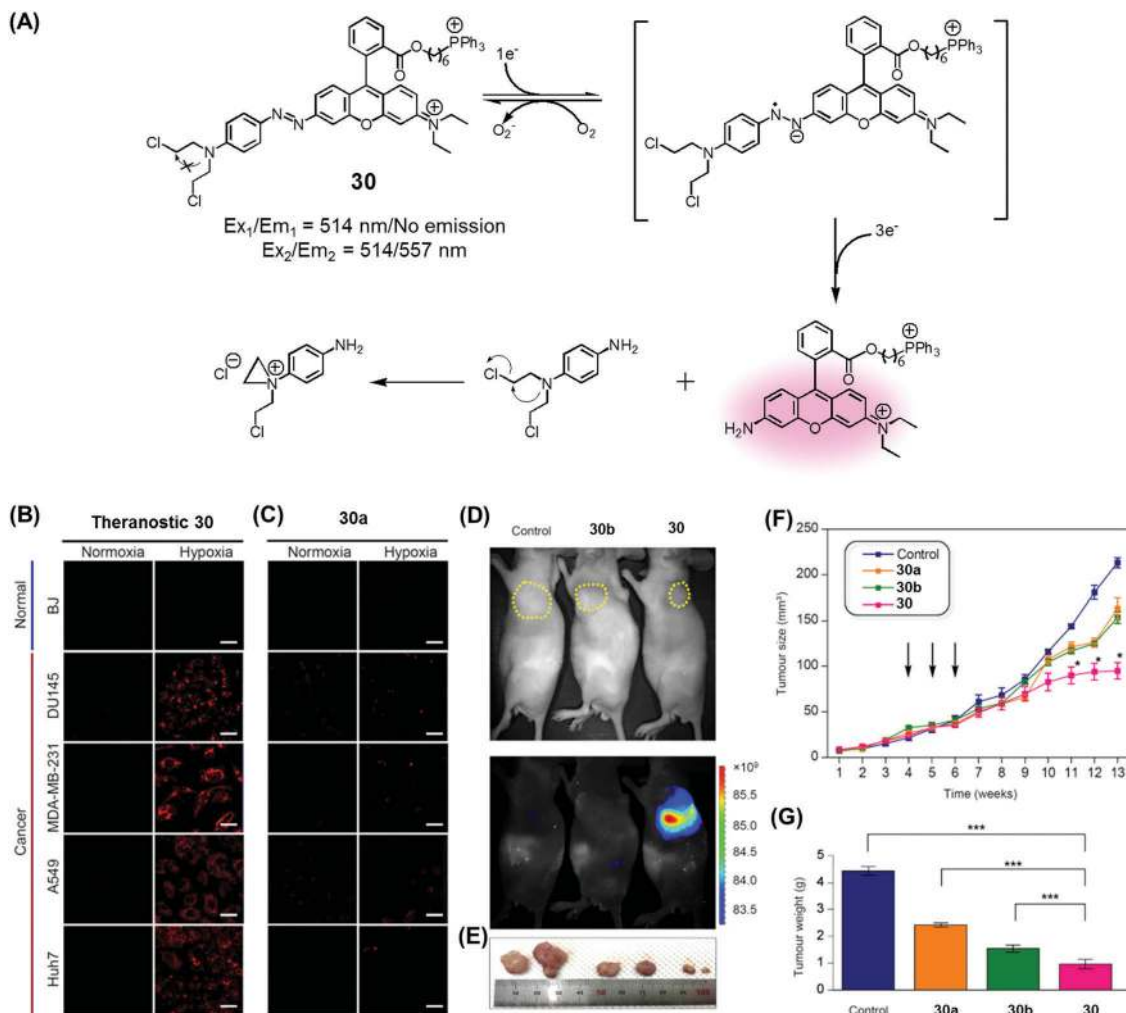 (A)
PPh3
⊕
O
O
6
N=N
O
N
⊕
Cl
N
Cl
30
Ex1/Em1 = 514 nm/No emission
Ex2/Em2 = 514/557 nm
1e-
O2-
O2
PPh3
⊕
O
O
6
N
N
⊖
O
N
⊕
Cl
N
Cl
3e-
NH2
Cl⊖
N
⊕
Cl
NH2
Cl
N
Cl
+
PPh3
⊕
O
O
6
H2N
O
N
⊕
(B)
Theranostic 30
Normoxia Hypoxia
Normal
Cancer
BJ
DU145
MDA-MB-231
A549
Huh7
(C)
30a
Normoxia Hypoxia
(D)
Control 30b 30
×10⁹
85.5
85.0
84.5
84.0
83.5
(E)
(F)
250
200
150
100
50
0
Tumour size (mm³)
Control
30a
30b
30
* * *
1 2 3 4 5 6 7 8 9 10 11 12 13
Time (weeks)
(G)
***
***
***
5
4
3
2
1
0
Tumour weight (g)
Control 30a 30b 30